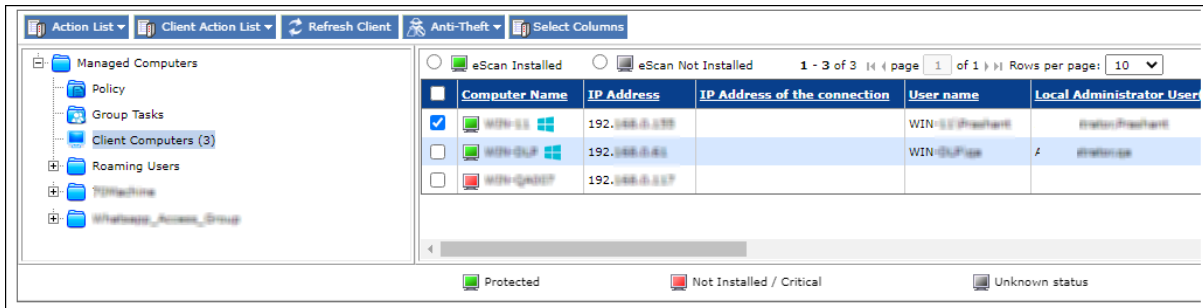 Action List Client Action List Refresh Client Anti-Theft Select Columns
Managed Computers
Policy
Group Tasks
Client Computers (3)
Roaming Users
eScan Installed eScan Not Installed 1 - 3 of 3 page 1 of 1 Rows per page: 10
Computer Name IP Address IP Address of the connection User name Local Administrator User(
192. WIN-
192. WIN-
192.
Protected Not Installed / Critical Unknown status